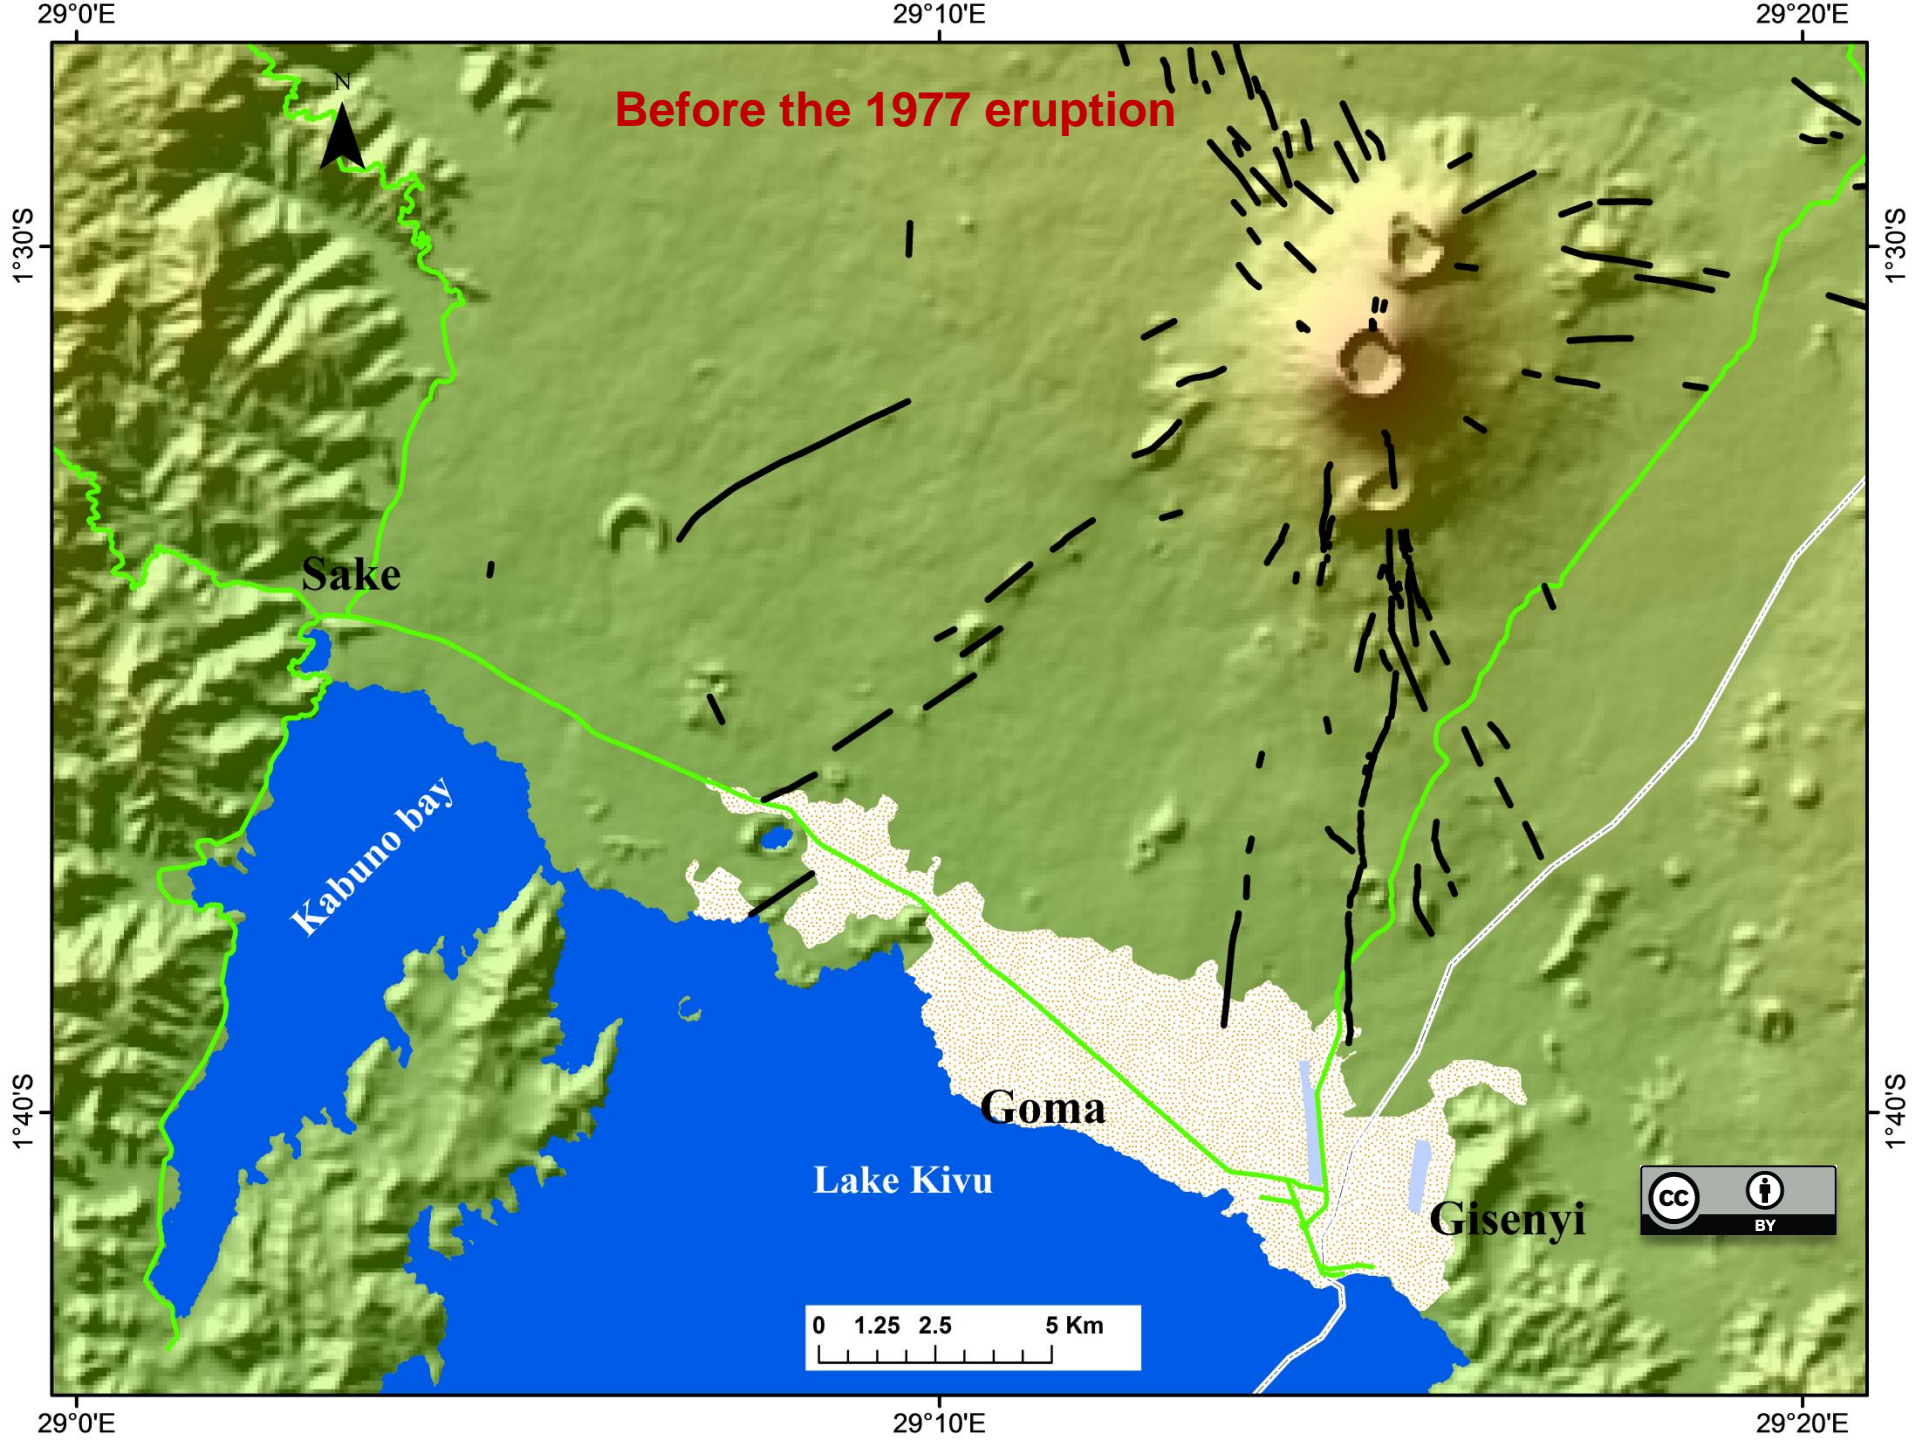 29°0'E
29°10'E
29°20'E
N
Before the 1977 eruption
1°30'S
1°30'S
Sake
Kabuno bay
Goma
1°40'S
1°40'S
Lake Kivu
Gisenyi
cc
BY
0 1.25 2.5 5 Km
29°0'E
29°10'E
29°20'E